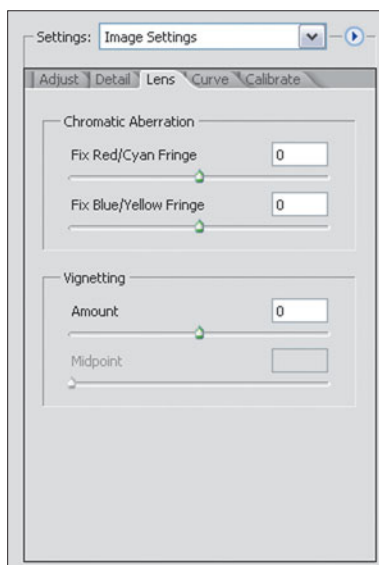 Settings: Image Settings
Adjust Detail Lens Curve Calibrate
Chromatic Aberration
Fix Red/Cyan Fringe 0
Fix Blue/Yellow Fringe 0
Vignetting
Amount 0
Midpoint